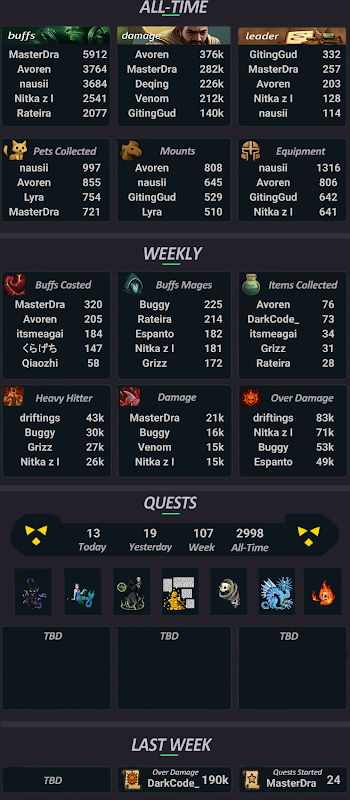 ALL-TIME
buffs
MasterDra 5912
Avoren 3764
nausii 3684
Nitka z l 2541
Rateira 2077
damage
Avoren 376k
MasterDra 282k
Deqing 226k
Venom 212k
GitingGud 140k
leader
GitingGud 332
MasterDra 257
Avoren 203
Nitka z l 128
nausii 114
Pets Collected
nausii 997
Avoren 855
Lyra 754
MasterDra 721
Mounts
Avoren 808
nausii 645
GitingGud 529
Lyra 510
Equipment
nausii 1316
Avoren 806
GitingGud 642
Nitka z l 641
WEEKLY
Buffs Casted
MasterDra 320
Avoren 205
itsmeagai 184
くらげち 147
Qiaozhi 58
Buffs Mages
Buggy 225
Rateira 214
Espanto 182
Nitka z l 181
Grizz 172
Items Collected
Avoren 76
DarkCode_ 73
itsmeagai 34
Grizz 31
Rateira 28
Heavy Hitter
driftings 43k
Buggy 30k
Grizz 27k
Nitka z l 26k
Damage
MasterDra 21k
Buggy 16k
Venom 15k
Nitka z l 15k
Over Damage
driftings 83k
Nitka z l 71k
Buggy 53k
Espanto 49k
QUESTS
13 19 107 2998
Today Yesterday Week All-Time
TBD TBD TBD
LAST WEEK
TBD
Over Damage
DarkCode_ 190k
Quests Started
MasterDra 24